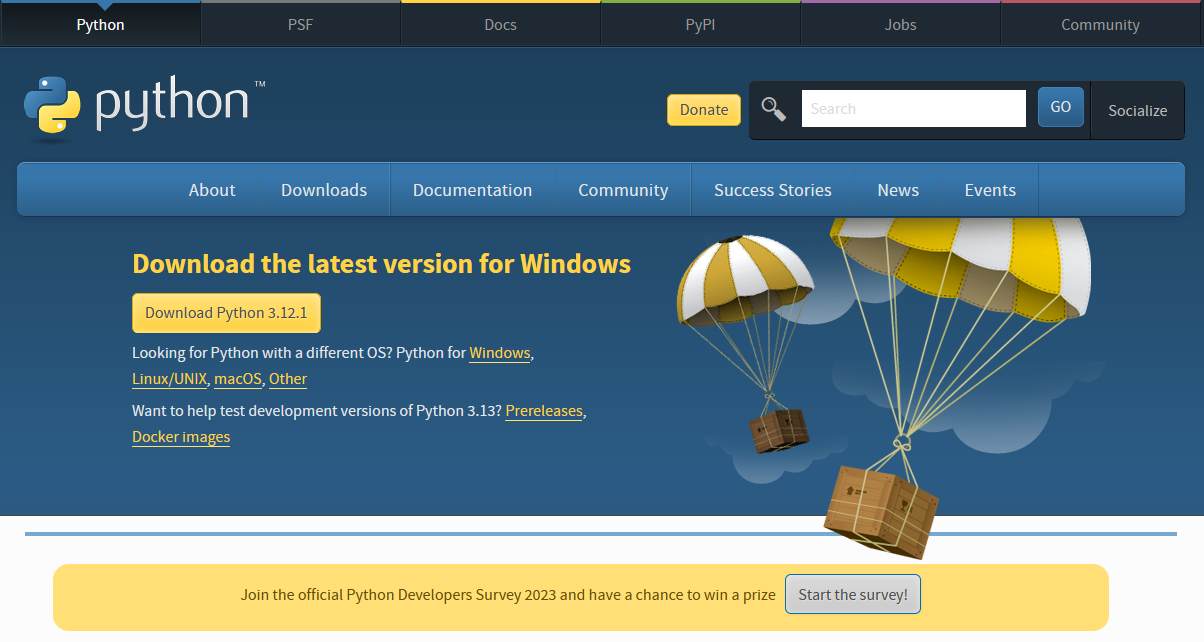 Python PSF Docs PyPI Jobs Community
python™
Donate Search GO Socialize
About Downloads Documentation Community Success Stories News Events
Download the latest version for Windows
Download Python 3.12.1
Looking for Python with a different OS? Python for Windows,
Linux/UNIX, macOS, Other
Want to help test development versions of Python 3.13? Prereleases,
Docker images
Join the official Python Developers Survey 2023 and have a chance to win a prize Start the survey!